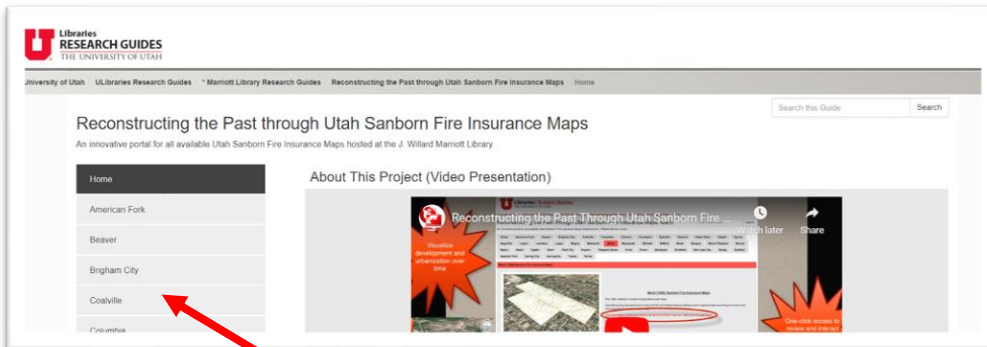 Libraries
RESEARCH GUIDES
THE UNIVERSITY OF UTAH
University of Utah ULibraries Research Guides * Marriott Library Research Guides Reconstructing the Past through Utah Sanborn Fire Insurance Maps Home
Search this Guide Search
Reconstructing the Past through Utah Sanborn Fire Insurance Maps
An innovative portal for all available Utah Sanborn Fire Insurance Maps hosted at the J. Willard Marriott Library
Home
American Fork
Beaver
Brigham City
Coalville
Columbia
About This Project (Video Presentation)
Reconstructing the Past Through Utah Sanborn Fire ...
Watch later Share
Visualize
development and
urbanization over
time
One-click access to
review and interact